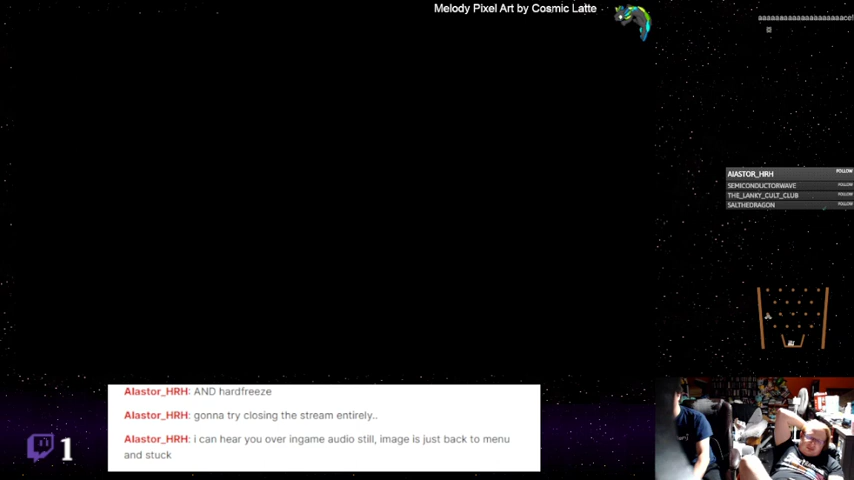 Melody Pixel Art by Cosmic Latte
AIASTOR_HRH FOLLOW
SEMICONDUCTORWAVE FOLLOW
THE_LANKY_CULT_CLUB FOLLOW
SALTHEDRAGON FOLLOW
Alastor_HRH: AND hardfreeze
Alastor_HRH: gonna try closing the stream entirely..
Alastor_HRH: i can hear you over ingame audio still, image is just back to menu
and stuck
1